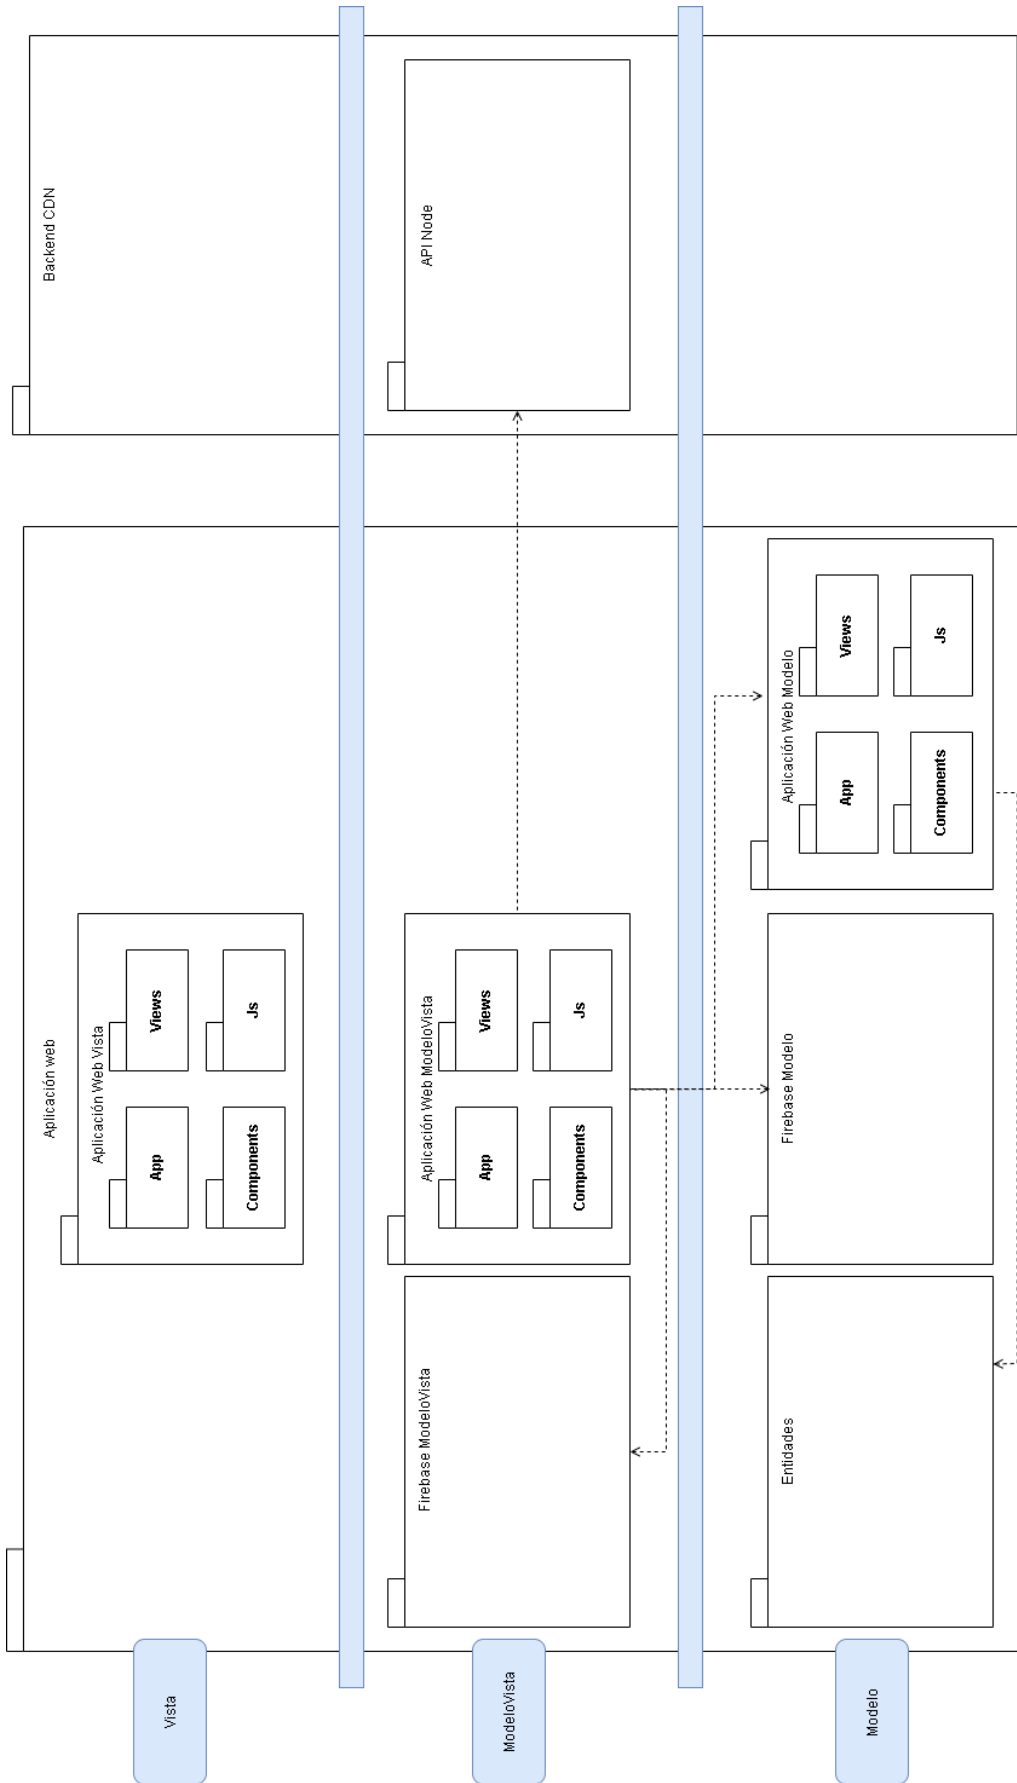 Aplicación web
Backend CDN
Vista
Aplicación Web Vista
App
Views
Components
Js
ModeloVista
Firebase ModeloVista
Aplicación Web ModeloVista
App
Views
Components
Js
API Node
Modelo
Entidades
Firebase Modelo
Aplicación Web Modelo
App
Views
Components
Js